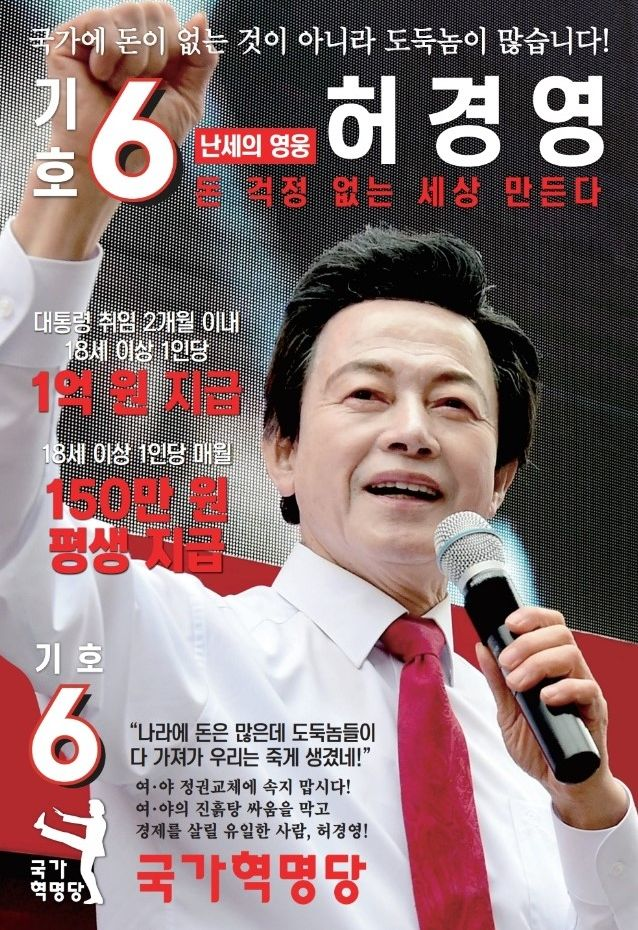 국가에 돈이 없는 것이 아니라 도둑놈이 많습니다!
기호 6
난세의 영웅 허경영
돈 걱정 없는 세상 만든다
대통령 취임 2개월 이내
18세 이상 1인당
1억 원 지급
18세 이상 1인당 매월
150만 원
평생 지급
기호
6
“나라에 돈은 많은데 도둑놈들이
다 가져가 우리는 죽게 생겼네!”
여·야 정권교체에 속지 맙시다!
여·야의 진흙탕 싸움을 막고
경제를 살릴 유일한 사람, 허경영!
국가
혁명당
국가혁명당